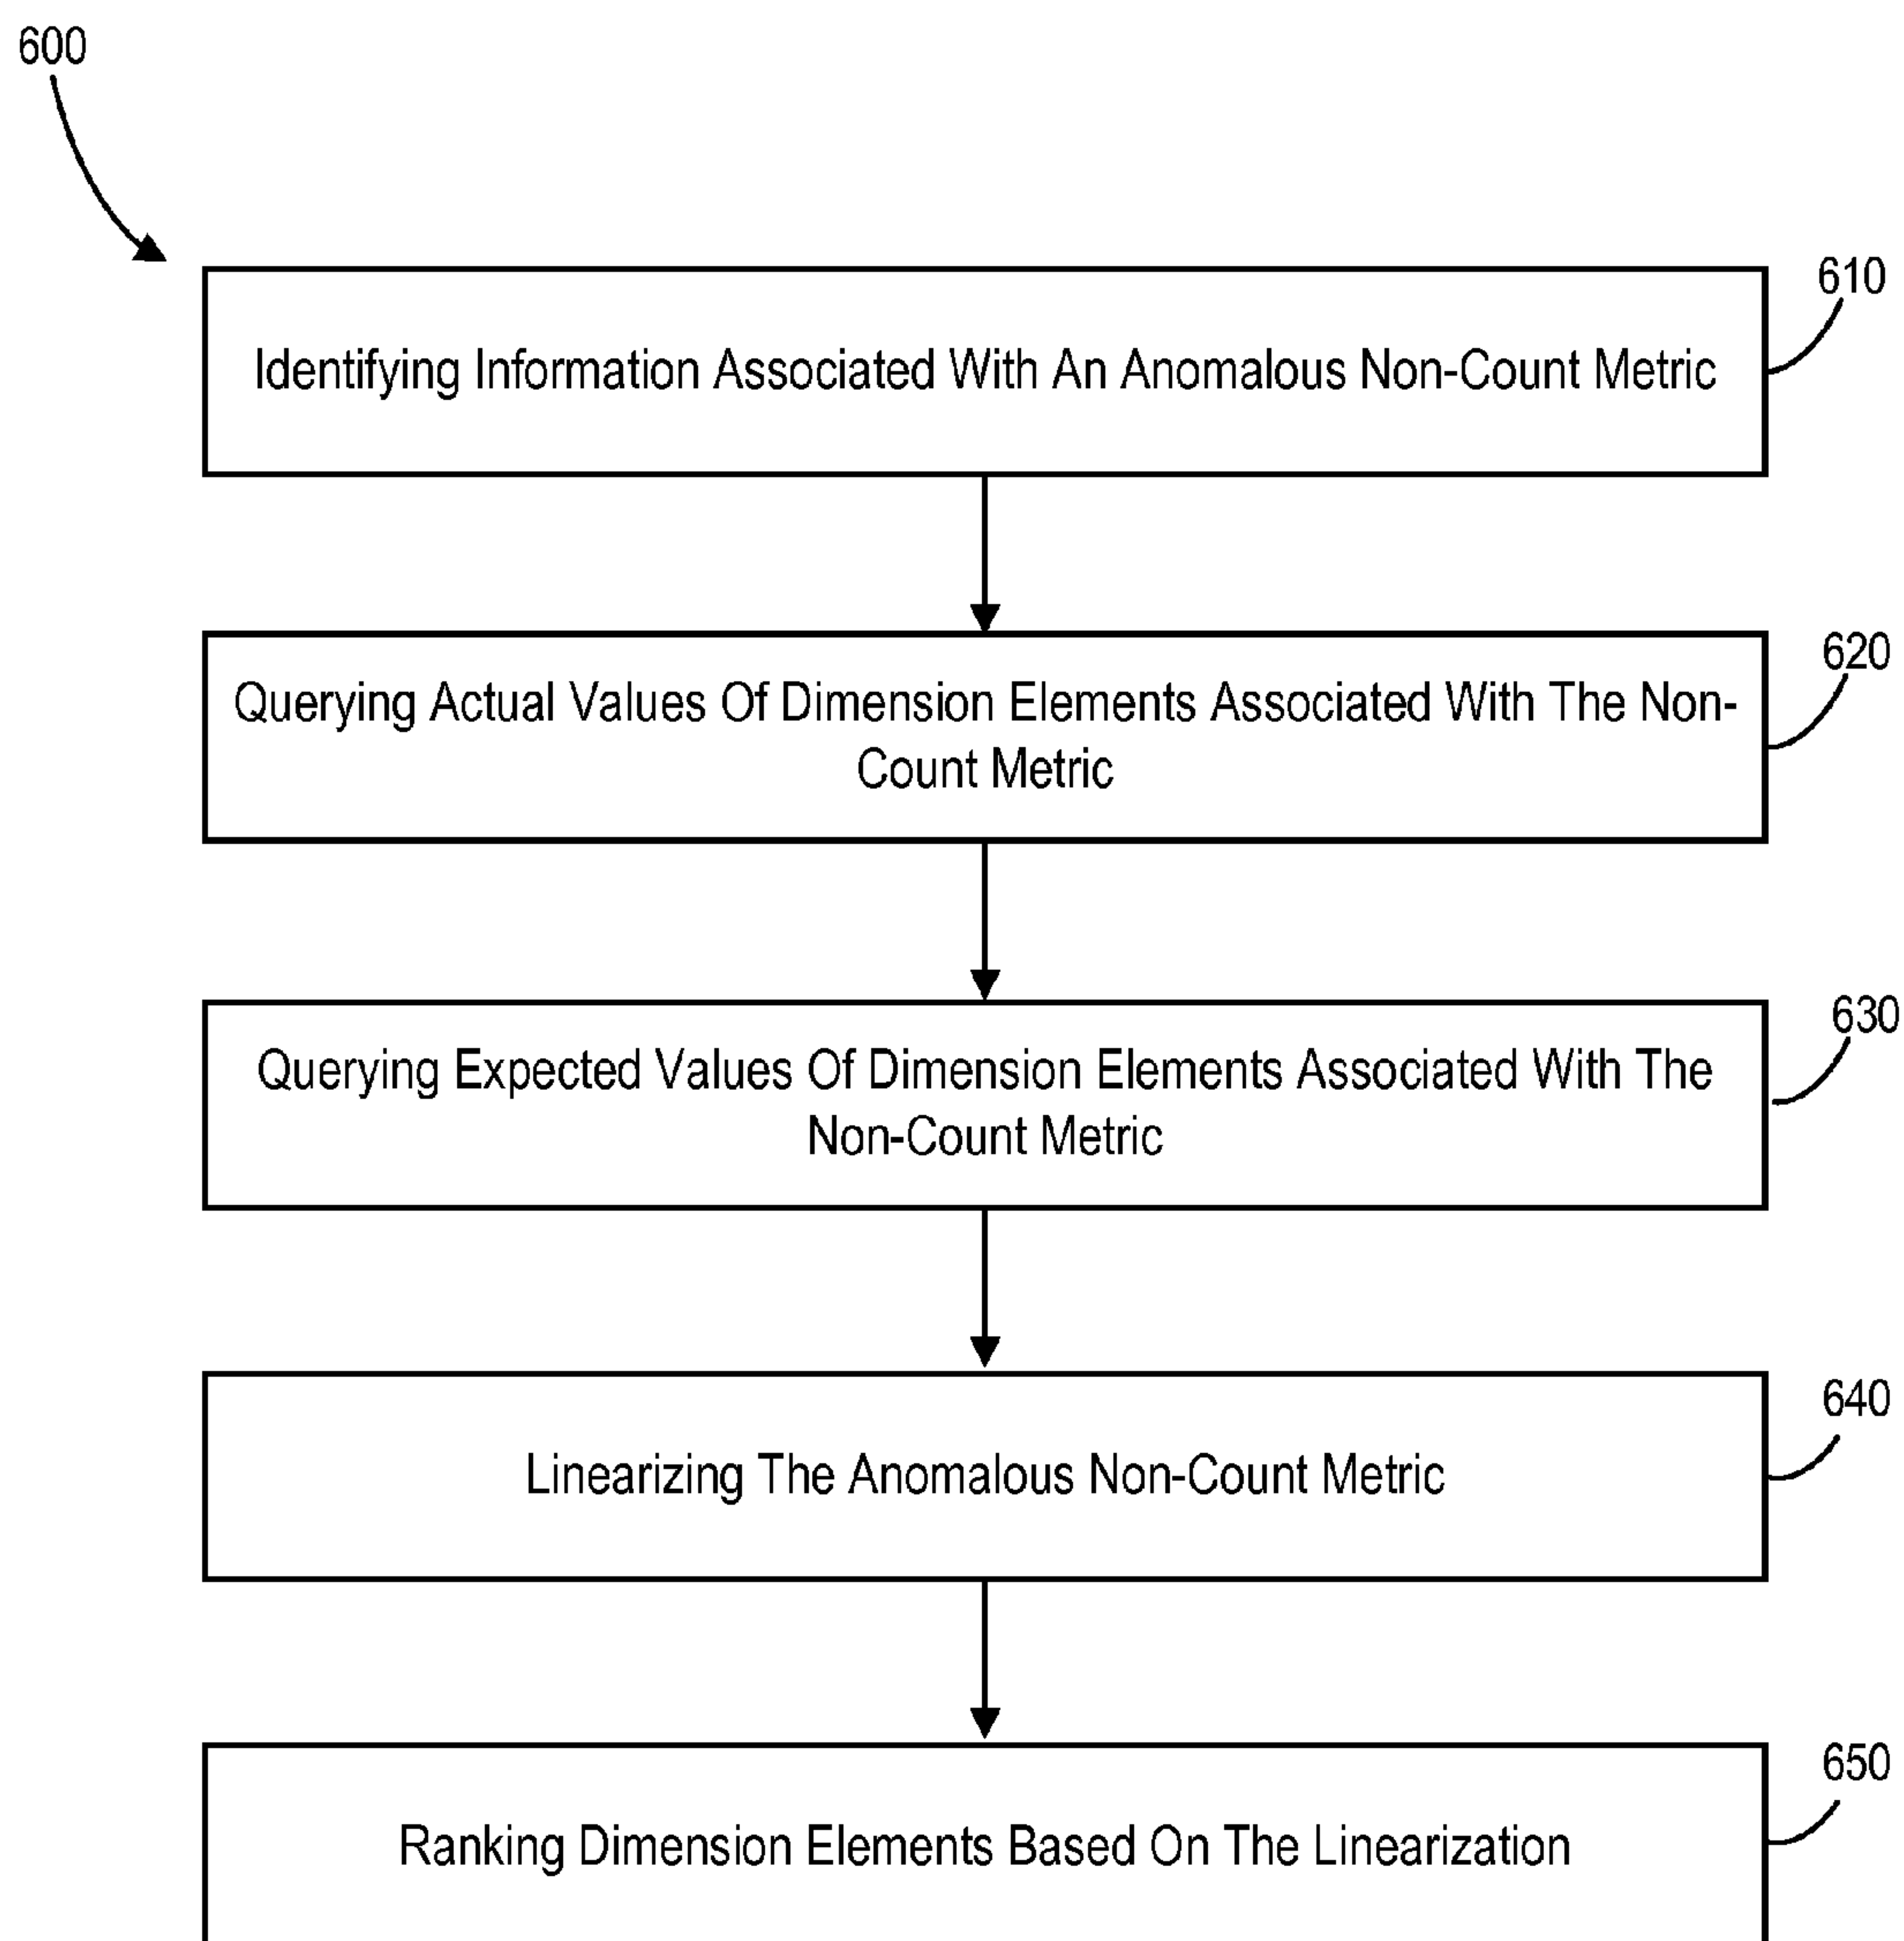 600
610
Identifying Information Associated With An Anomalous Non-Count Metric
620
Querying Actual Values Of Dimension Elements Associated With The Non-
Count Metric
630
Querying Expected Values Of Dimension Elements Associated With The
Non-Count Metric
640
Linearizing The Anomalous Non-Count Metric
650
Ranking Dimension Elements Based On The Linearization